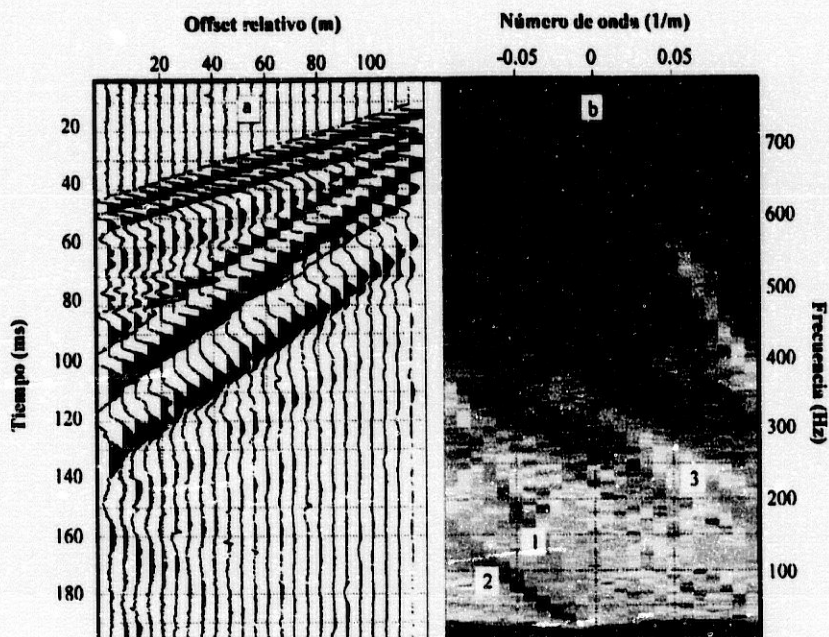 Offset relativo (m)
20 40 60 80 100
Número de onda (1/m)
-0.05 0 0.05
a
b
Tiempo (ms)
20
40
60
80
100
120
140
160
180
Frecuencia (Hz)
700
600
500
400
300
200
100
1
2
3